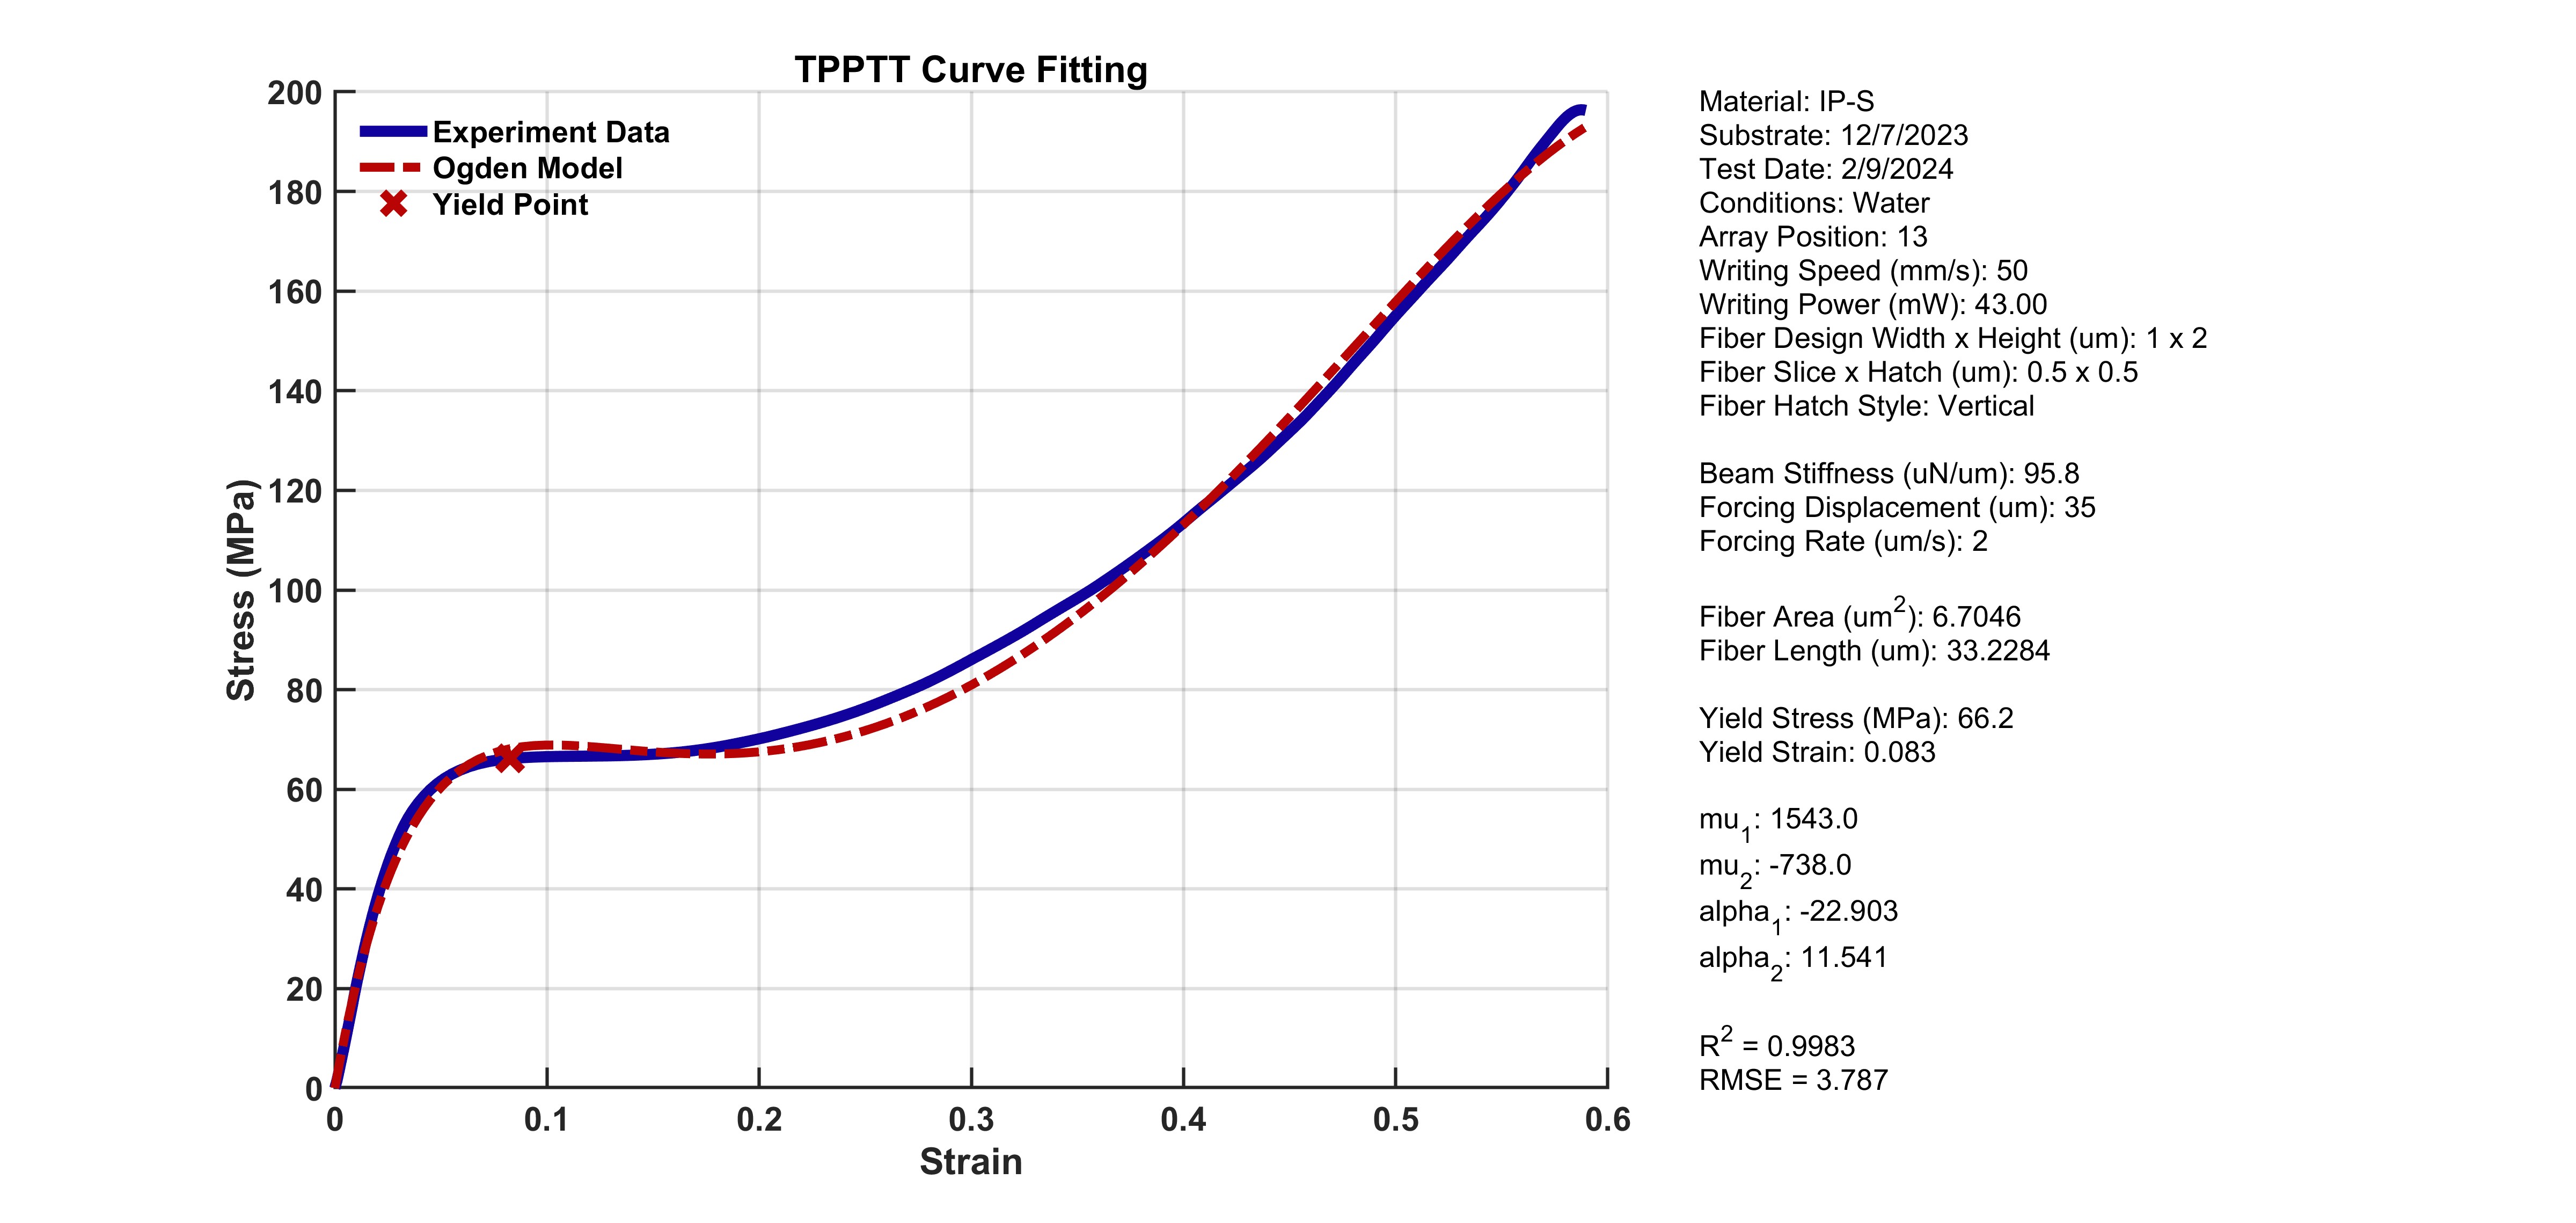 TPPTT Curve Fitting
Experiment Data
Ogden Model
Yield Point
Stress (MPa)
200
180
160
140
120
100
80
60
40
20
0
0 0.1 0.2 0.3 0.4 0.5 0.6
Strain
Material: IP-S
Substrate: 12/7/2023
Test Date: 2/9/2024
Conditions: Water
Array Position: 13
Writing Speed (mm/s): 50
Writing Power (mW): 43.00
Fiber Design Width x Height (um): 1 x 2
Fiber Slice x Hatch (um): 0.5 x 0.5
Fiber Hatch Style: Vertical
Beam Stiffness (uN/um): 95.8
Forcing Displacement (um): 35
Forcing Rate (um/s): 2
Fiber Area (um²): 6.7046
Fiber Length (um): 33.2284
Yield Stress (MPa): 66.2
Yield Strain: 0.083
mu₁: 1543.0
mu₂: -738.0
alpha₁: -22.903
alpha₂: 11.541
R² = 0.9983
RMSE = 3.787